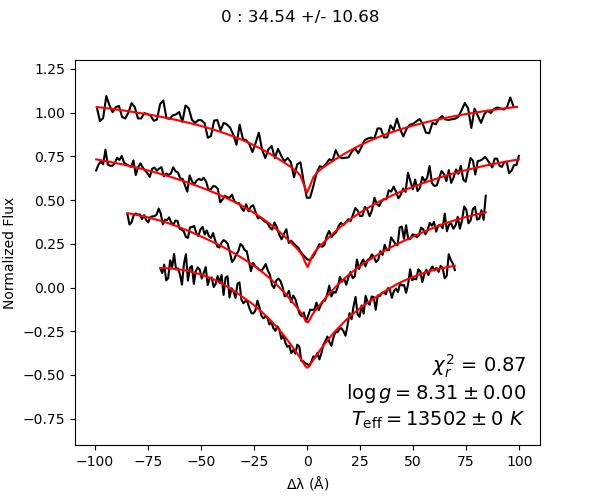 0 : 34.54 +/- 10.68
1.25
1.00
0.75
0.50
0.25
0.00
−0.25
−0.50
−0.75
Normalized Flux
χ²ᵣ = 0.87
log g = 8.31 ± 0.00
T_eff = 13502 ± 0 K
−100 −75 −50 −25 0 25 50 75 100
Δλ (Å)